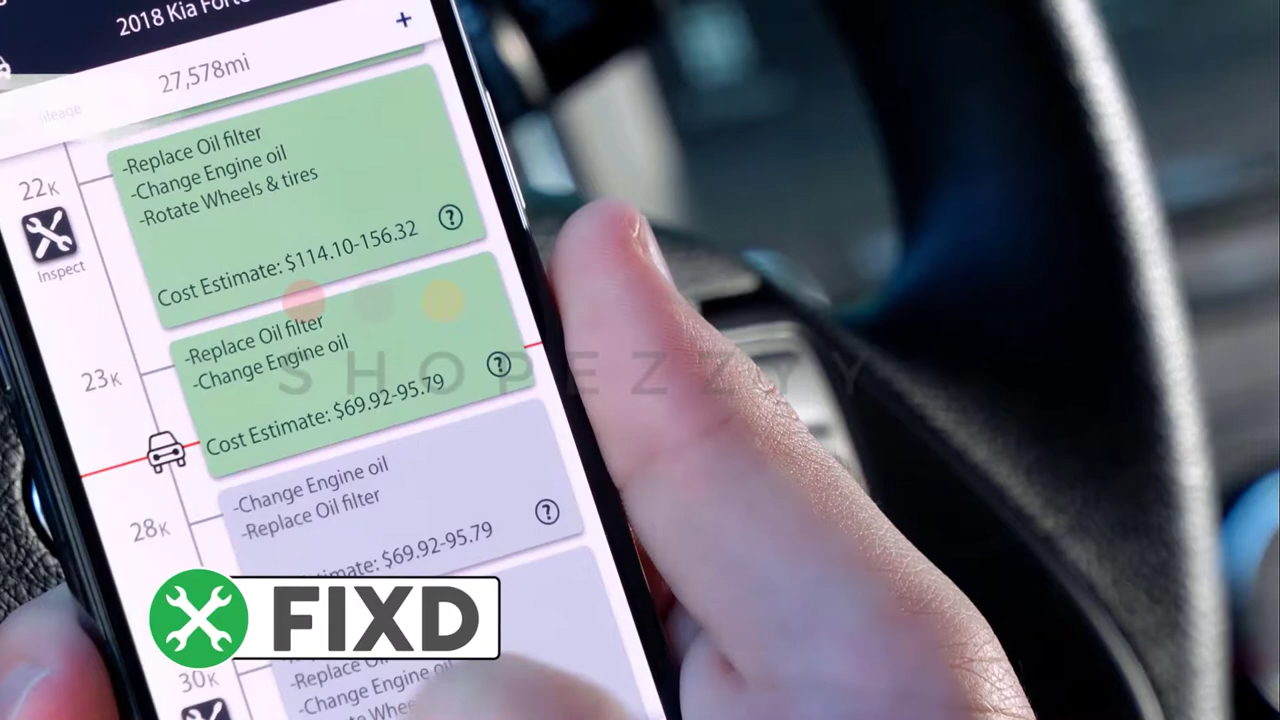 2018 Kia Forte
27,578mi
22K
Inspect
-Replace Oil filter
-Change Engine oil
-Rotate Wheels & tires
Cost Estimate: $114.10-156.32
?
23K
-Replace Oil filter
-Change Engine oil
Cost Estimate: $69.92-95.79
?
SHOPEZZYY
28K
-Change Engine oil
-Replace Oil filter
$69.92-95.79
?
FIXD
30K
-Replace
-Change Engine oil